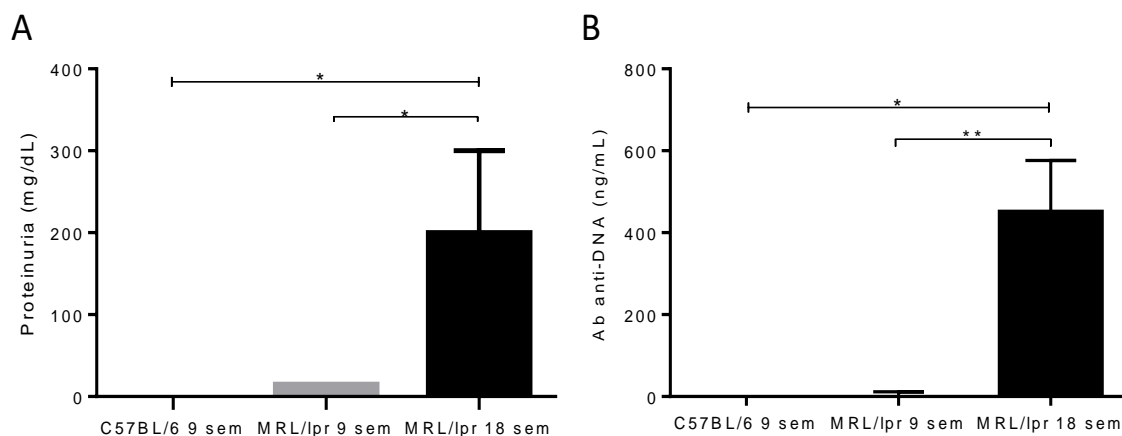 A
Proteinuria (mg/dL)
400
300
200
100
0
*
*
C57BL/6 9 sem MRL/lpr 9 sem MRL/lpr 18 sem
B
Ab anti-DNA (ng/mL)
800
600
400
200
0
*
**
C57BL/6 9 sem MRL/lpr 9 sem MRL/lpr 18 sem